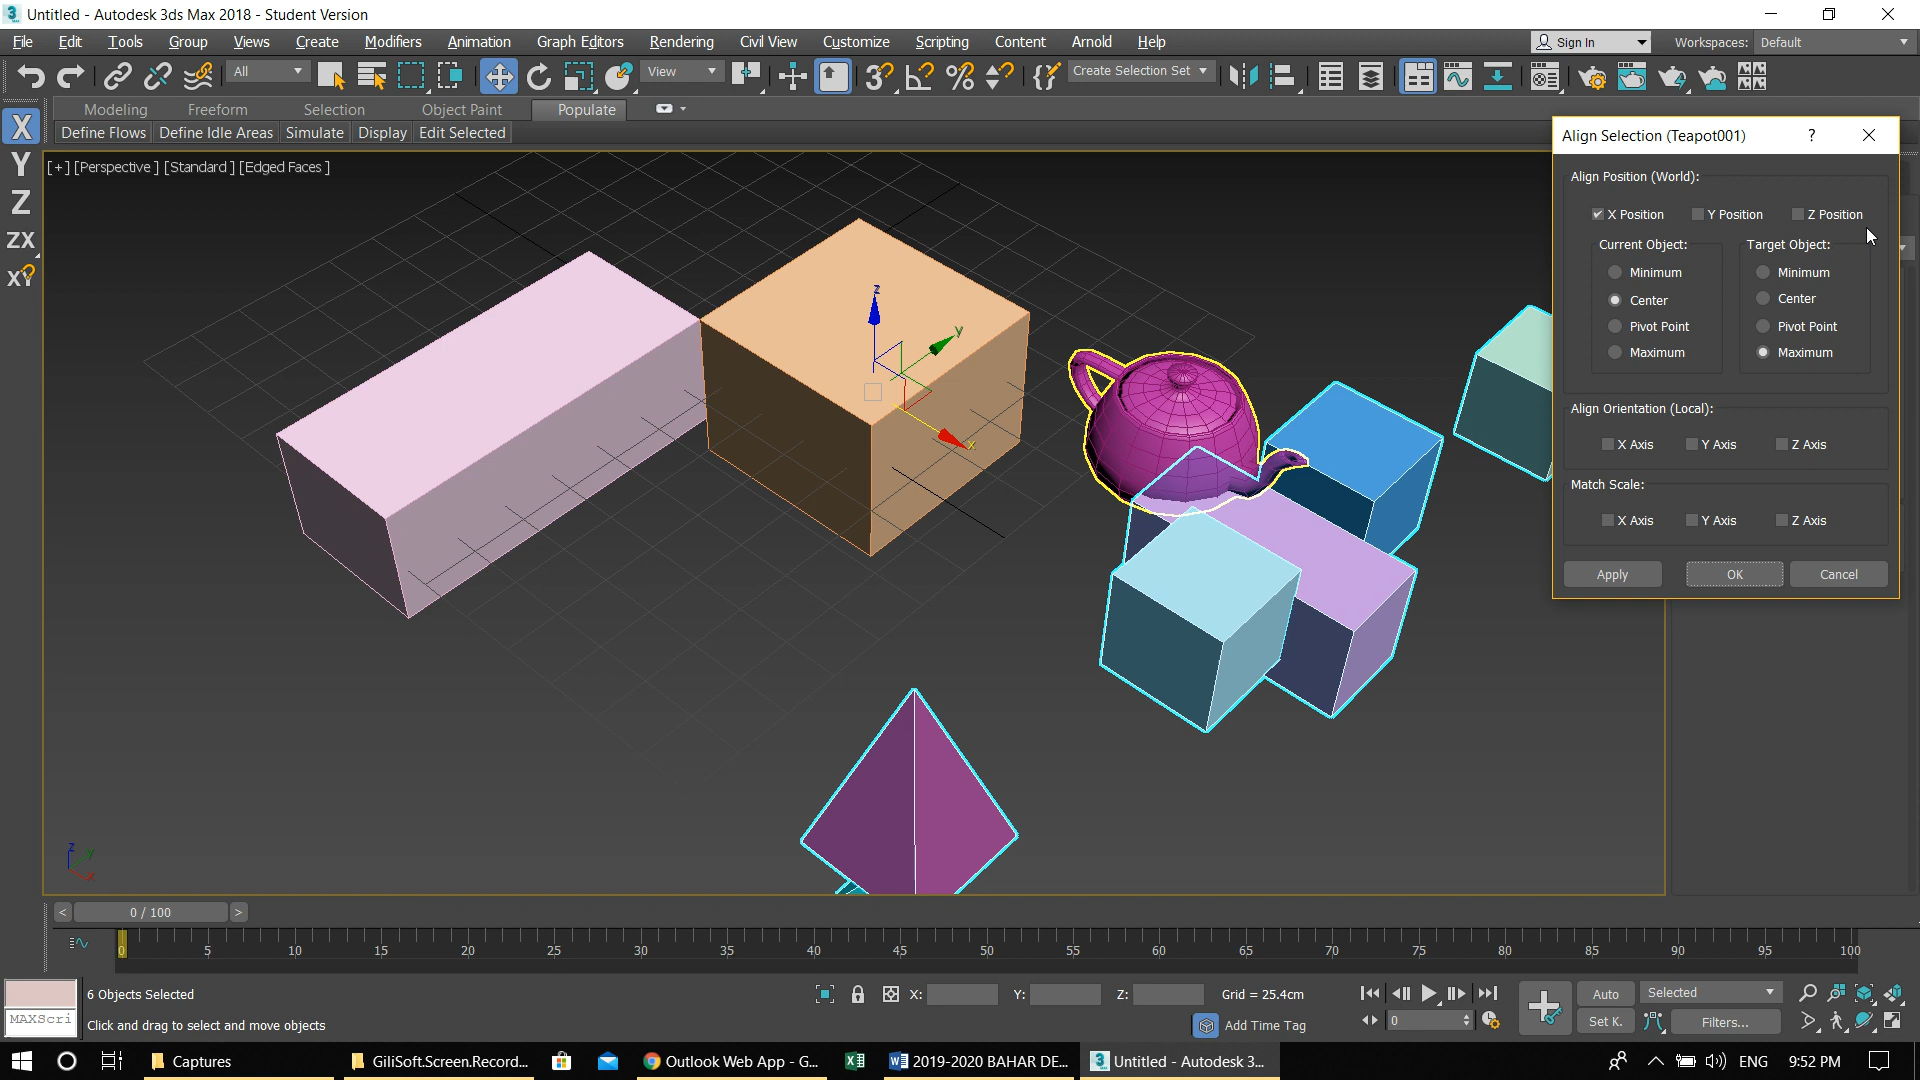 3 Untitled - Autodesk 3ds Max 2018 - Student Version
File Edit Tools Group Views Create Modifiers Animation Graph Editors Rendering Civil View Customize Scripting Content Arnold Help
Sign In Workspaces: Default
All View Create Selection Set
Modeling Freeform Selection Object Paint Populate
Define Flows Define Idle Areas Simulate Display Edit Selected
X
Y
Z
ZX
XY
[+] [Perspective ] [Standard ] [Edged Faces ]
Align Selection (Teapot001) ?
Align Position (World):
X Position Y Position Z Position
Current Object: Target Object:
Minimum Minimum
Center Center
Pivot Point Pivot Point
Maximum Maximum
Align Orientation (Local):
X Axis Y Axis Z Axis
Match Scale:
X Axis Y Axis Z Axis
Apply OK Cancel
z
y
x
z
y
x
< 0 / 100 >
0 5 10 15 20 25 30 35 40 45 50 55 60 65 70 75 80 85 90 95 100
6 Objects Selected X: Y: Z: Grid = 25.4cm Auto Selected
MAXScri Click and drag to select and move objects Add Time Tag 0 Set K. Filters...
Captures GiliSoft.Screen.Record... Outlook Web App - G... 2019-2020 BAHAR DE... Untitled - Autodesk 3... ENG 9:52 PM